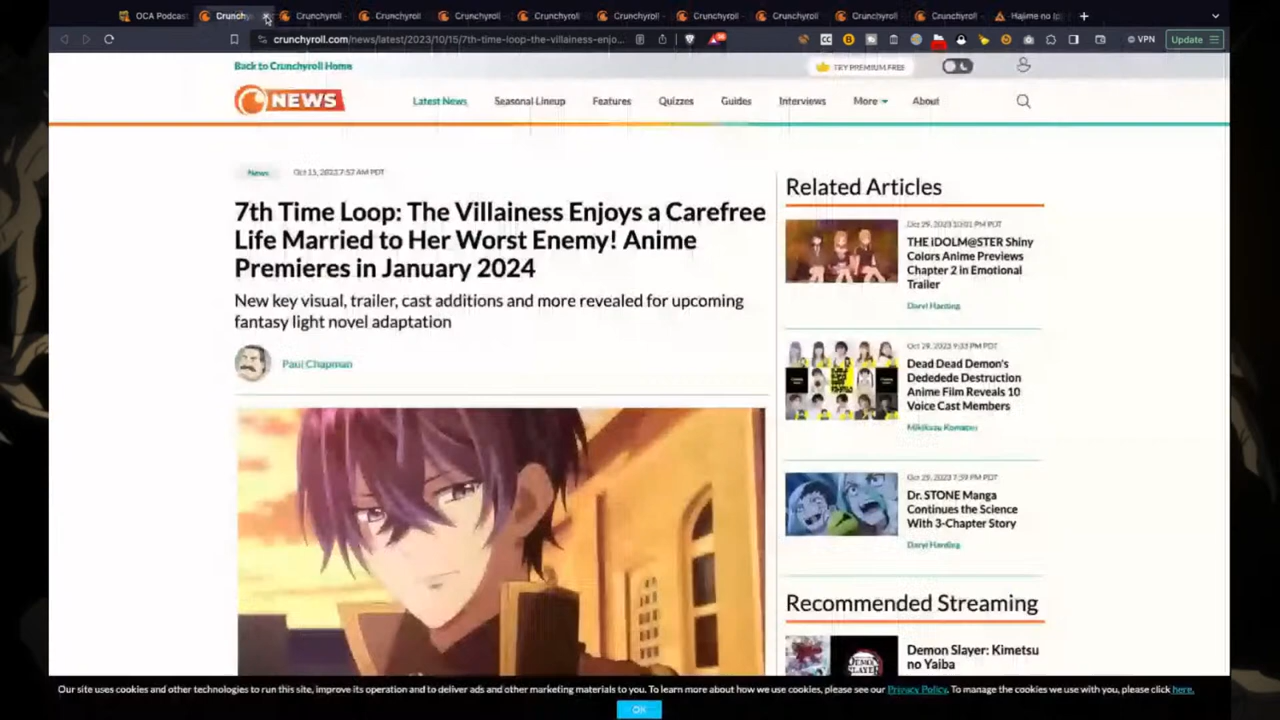 OCA Podcas
Crunchy
Crunchyroll
Crunchyroll
Crunchyroll
Crunchyroll
Crunchyroll
Crunchyroll
Crunchyroll
Crunchyroll
Crunchyroll
Hajime no I
crunchyroll.com/news/latest/2023/10/15/7th-time-loop-the-villainess-enjo...
VPN
Update
Back to Crunchyroll Home
TRY PREMIUM FREE
NEWS
Latest News
Seasonal Lineup
Features
Quizzes
Guides
Interviews
More
About
News
Oct 15, 2023 7:57 AM PDT
7th Time Loop: The Villainess Enjoys a Carefree
Life Married to Her Worst Enemy! Anime
Premieres in January 2024
New key visual, trailer, cast additions and more revealed for upcoming
fantasy light novel adaptation
Paul Chapman
Related Articles
Oct 29, 2023 10:01 PM PDT
THE iDOLM@STER Shiny
Colors Anime Previews
Chapter 2 in Emotional
Trailer
Daryl Harding
Oct 29, 2023 9:33 PM PDT
Dead Dead Demon's
Dededede Destruction
Anime Film Reveals 10
Voice Cast Members
Mikikazu Komatsu
Oct 29, 2023 7:59 PM PDT
Dr. STONE Manga
Continues the Science
With 3-Chapter Story
Daryl Harding
Recommended Streaming
DEMON
SLAYER
Demon Slayer: Kimetsu
no Yaiba
Our site uses cookies and other technologies to run this site, improve its operation and to deliver ads and other marketing materials to you. To learn more about how we use cookies, please see our Privacy Policy. To manage the cookies we use with you, please click here.
OK